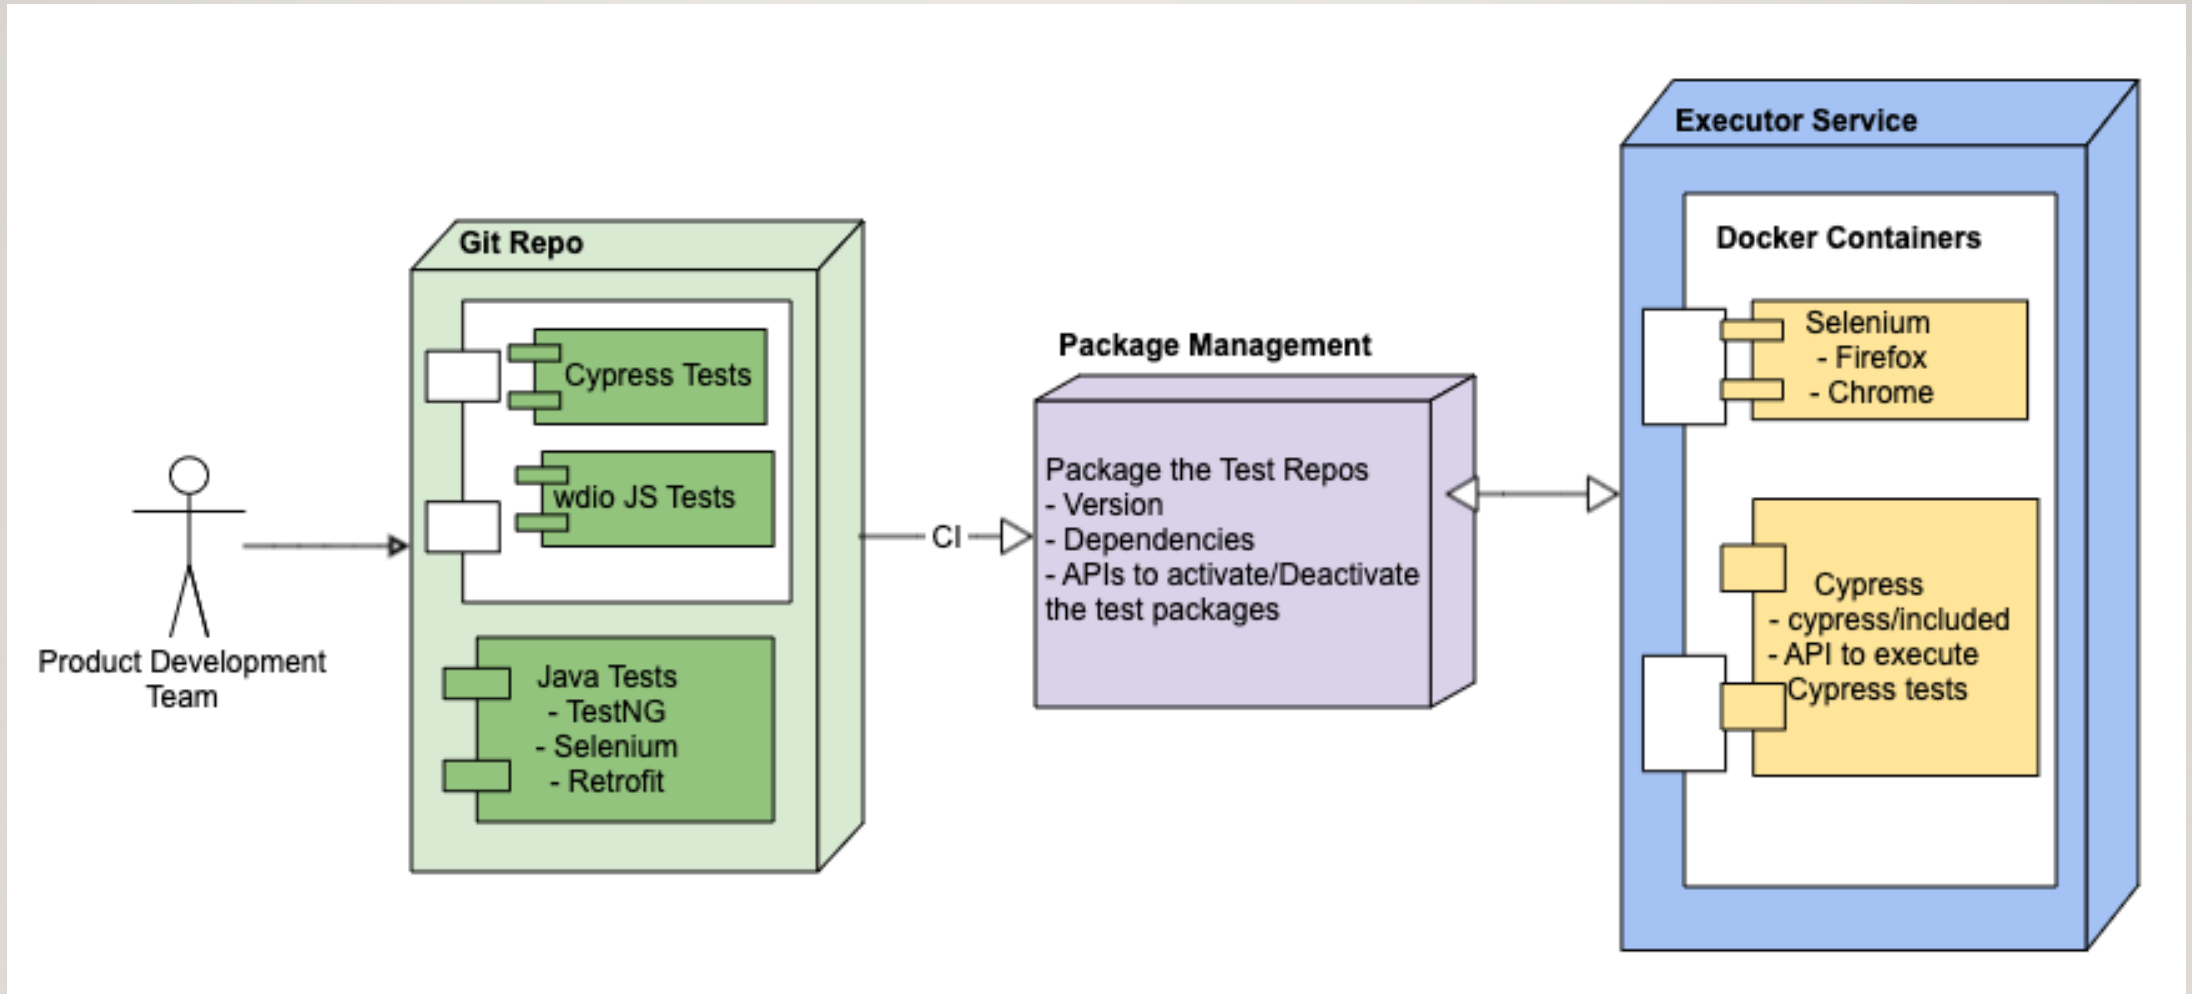 Product Development
Team
Git Repo
Cypress Tests
wdio JS Tests
Java Tests
- TestNG
- Selenium
- Retrofit
CI
Package Management
Package the Test Repos
- Version
- Dependencies
- APIs to activate/Deactivate
the test packages
Executor Service
Docker Containers
Selenium
- Firefox
- Chrome
Cypress
- cypress/included
- API to execute
Cypress tests